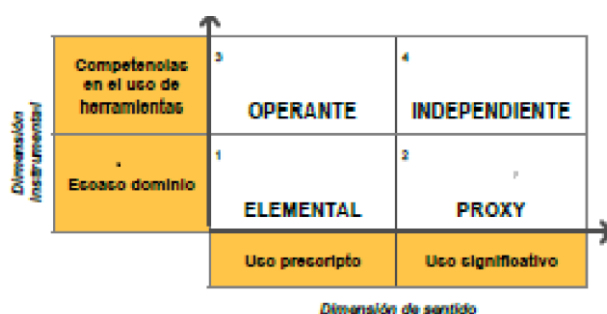 Competencias
en el uso de
herramientas
3
OPERANTE
4
INDEPENDIENTE
Dimensión
instrumental
Escaso dominio
1
ELEMENTAL
2
PROXY
Uso prescripto
Uso significativo
Dimensión de sentido